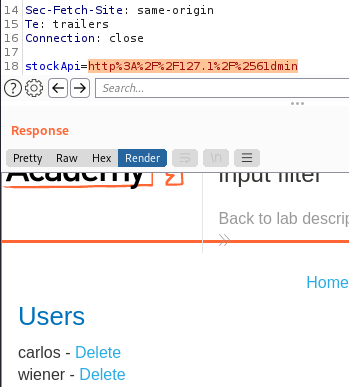 14 Sec-Fetch-Site: same-origin
15 Te: trailers
16 Connection: close
17
18 stockApi=http%3A%2F%2F127.1%2F%2561dmin
Search...
Response
Pretty Raw Hex Render \n
Academy
input filter
Back to lab descrip
Home
Users
carlos - Delete
wiener - Delete